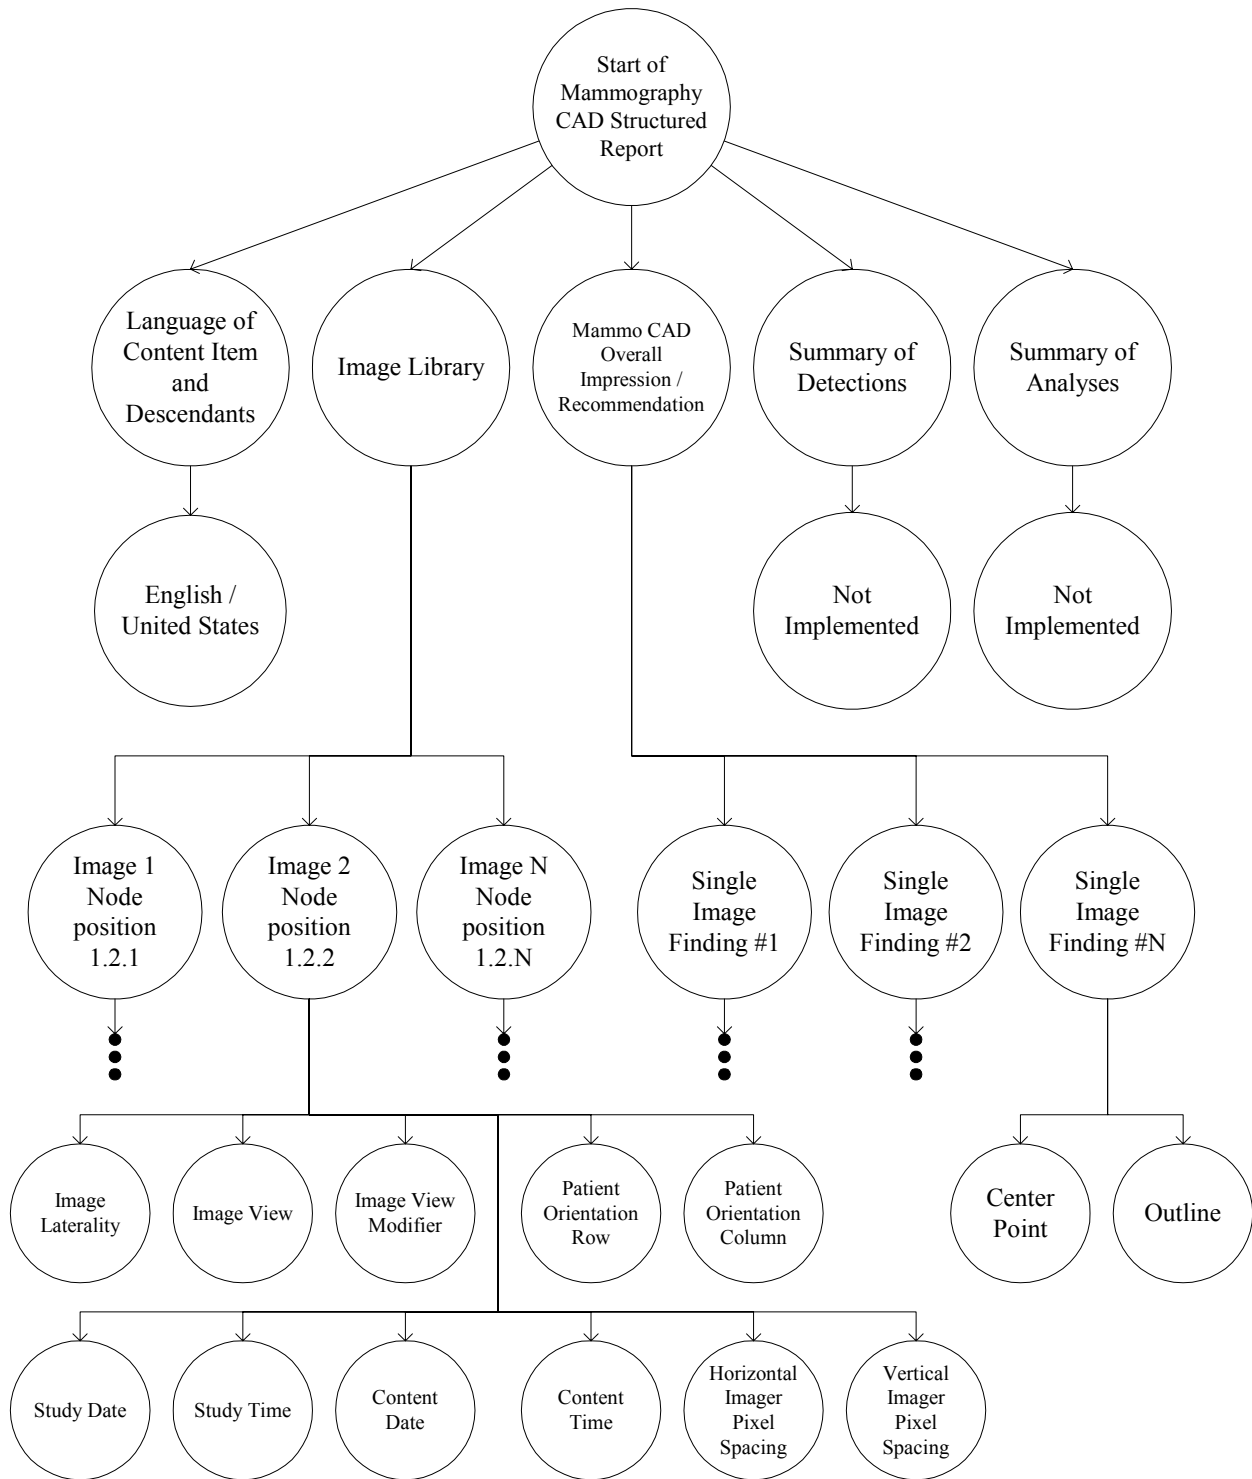 Start of
Mammography
CAD Structured
Report
Language of
Content Item
and
Descendants
Image Library
Mammo CAD
Overall
Impression /
Recommendation
Summary of
Detections
Summary of
Analyses
English /
United States
Not
Implemented
Not
Implemented
Image 1
Node
position
1.2.1
Image 2
Node
position
1.2.2
Image N
Node
position
1.2.N
Single
Image
Finding #1
Single
Image
Finding #2
Single
Image
Finding #N
Image
Laterality
Image View
Image View
Modifier
Patient
Orientation
Row
Patient
Orientation
Column
Center
Point
Outline
Study Date
Study Time
Content
Date
Content
Time
Horizontal
Imager
Pixel
Spacing
Vertical
Imager
Pixel
Spacing